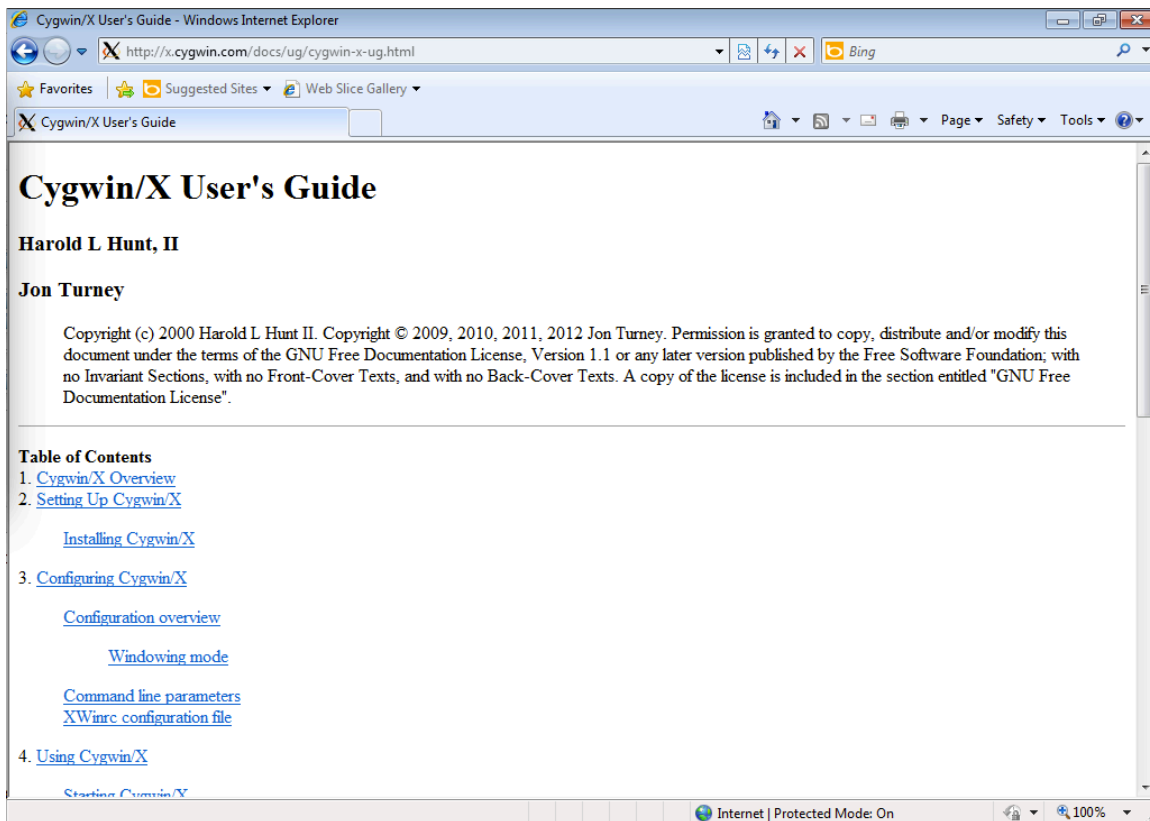 Cygwin/X User's Guide - Windows Internet Explorer
http://x.cygwin.com/docs/ug/cygwin-x-ug.html
Bing
Favorites
Suggested Sites
Web Slice Gallery
Cygwin/X User's Guide
Page
Safety
Tools
Cygwin/X User's Guide
Harold L Hunt, II
Jon Turney
Copyright (c) 2000 Harold L Hunt II. Copyright © 2009, 2010, 2011, 2012 Jon Turney. Permission is granted to copy, distribute and/or modify this
document under the terms of the GNU Free Documentation License, Version 1.1 or any later version published by the Free Software Foundation; with
no Invariant Sections, with no Front-Cover Texts, and with no Back-Cover Texts. A copy of the license is included in the section entitled "GNU Free
Documentation License".
Table of Contents
1. Cygwin/X Overview
2. Setting Up Cygwin/X
Installing Cygwin/X
3. Configuring Cygwin/X
Configuration overview
Windowing mode
Command line parameters
XWinrc configuration file
4. Using Cygwin/X
Starting Cygwin/X
Internet | Protected Mode: On
100%